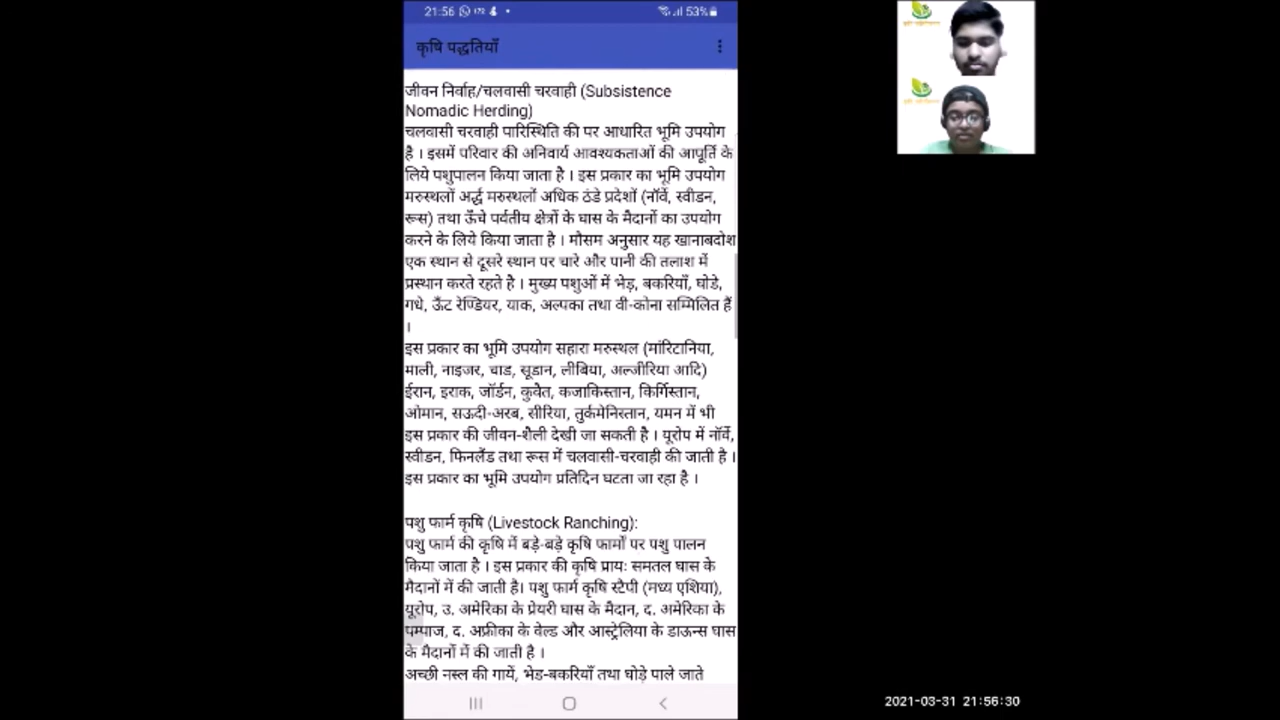 21:56 53%
कृषि पद्धतियाँ
जीवन निर्वाह/चलवासी चरवाही (Subsistence
Nomadic Herding)
चलवासी चरवाही पारिस्थिति की पर आधारित भूमि उपयोग
है । इसमें परिवार की अनिवार्य आवश्यकताओं की आपूर्ति के
लिये पशुपालन किया जाता है । इस प्रकार का भूमि उपयोग
मरुस्थलों अर्द्ध मरुस्थलों अधिक ठंडे प्रदेशों (नॉर्वे, स्वीडन,
रूस) तथा ऊँचे पर्वतीय क्षेत्रों के घास के मैदानों का उपयोग
करने के लिये किया जाता है । मौसम अनुसार यह खानाबदोश
एक स्थान से दूसरे स्थान पर चारे और पानी की तलाश में
प्रस्थान करते रहते है । मुख्य पशुओं में भेड़, बकरियाँ, घोडे,
गधे, ऊँट रेण्डियर, याक, अल्पका तथा वी-कोना सम्मिलित हैं
।
इस प्रकार का भूमि उपयोग सहारा मरुस्थल (मांरिटानिया,
माली, नाइजर, चाड, सूडान, लीबिया, अल्जीरिया आदि)
ईरान, इराक, जॉर्डन, कुवैत, कजाकिस्तान, किर्गिस्तान,
ओमान, सऊदी-अरब, सीरिया, तुर्कमेनिस्तान, यमन में भी
इस प्रकार की जीवन-शैली देखी जा सकती है । यूरोप में नॉर्वे,
स्वीडन, फिनलैंड तथा रूस में चलवासी-चरवाही की जाती है ।
इस प्रकार का भूमि उपयोग प्रतिदिन घटता जा रहा है ।
पशु फार्म कृषि (Livestock Ranching):
पशु फार्म की कृषि में बड़े-बड़े कृषि फार्मों पर पशु पालन
किया जाता है । इस प्रकार की कृषि प्रायः समतल घास के
मैदानों में की जाती है। पशु फार्म कृषि स्टैपी (मध्य एशिया),
यूरोप, उ. अमेरिका के प्रेयरी घास के मैदान, द. अमेरिका के
पम्पाज, द. अफ्रीका के वेल्ड और आस्ट्रेलिया के डाऊन्स घास
के मैदानों में की जाती है ।
अच्छी नस्ल की गायें, भेड-बकरियाँ तथा घोड़े पाले जाते
2021-03-31 21:56:30